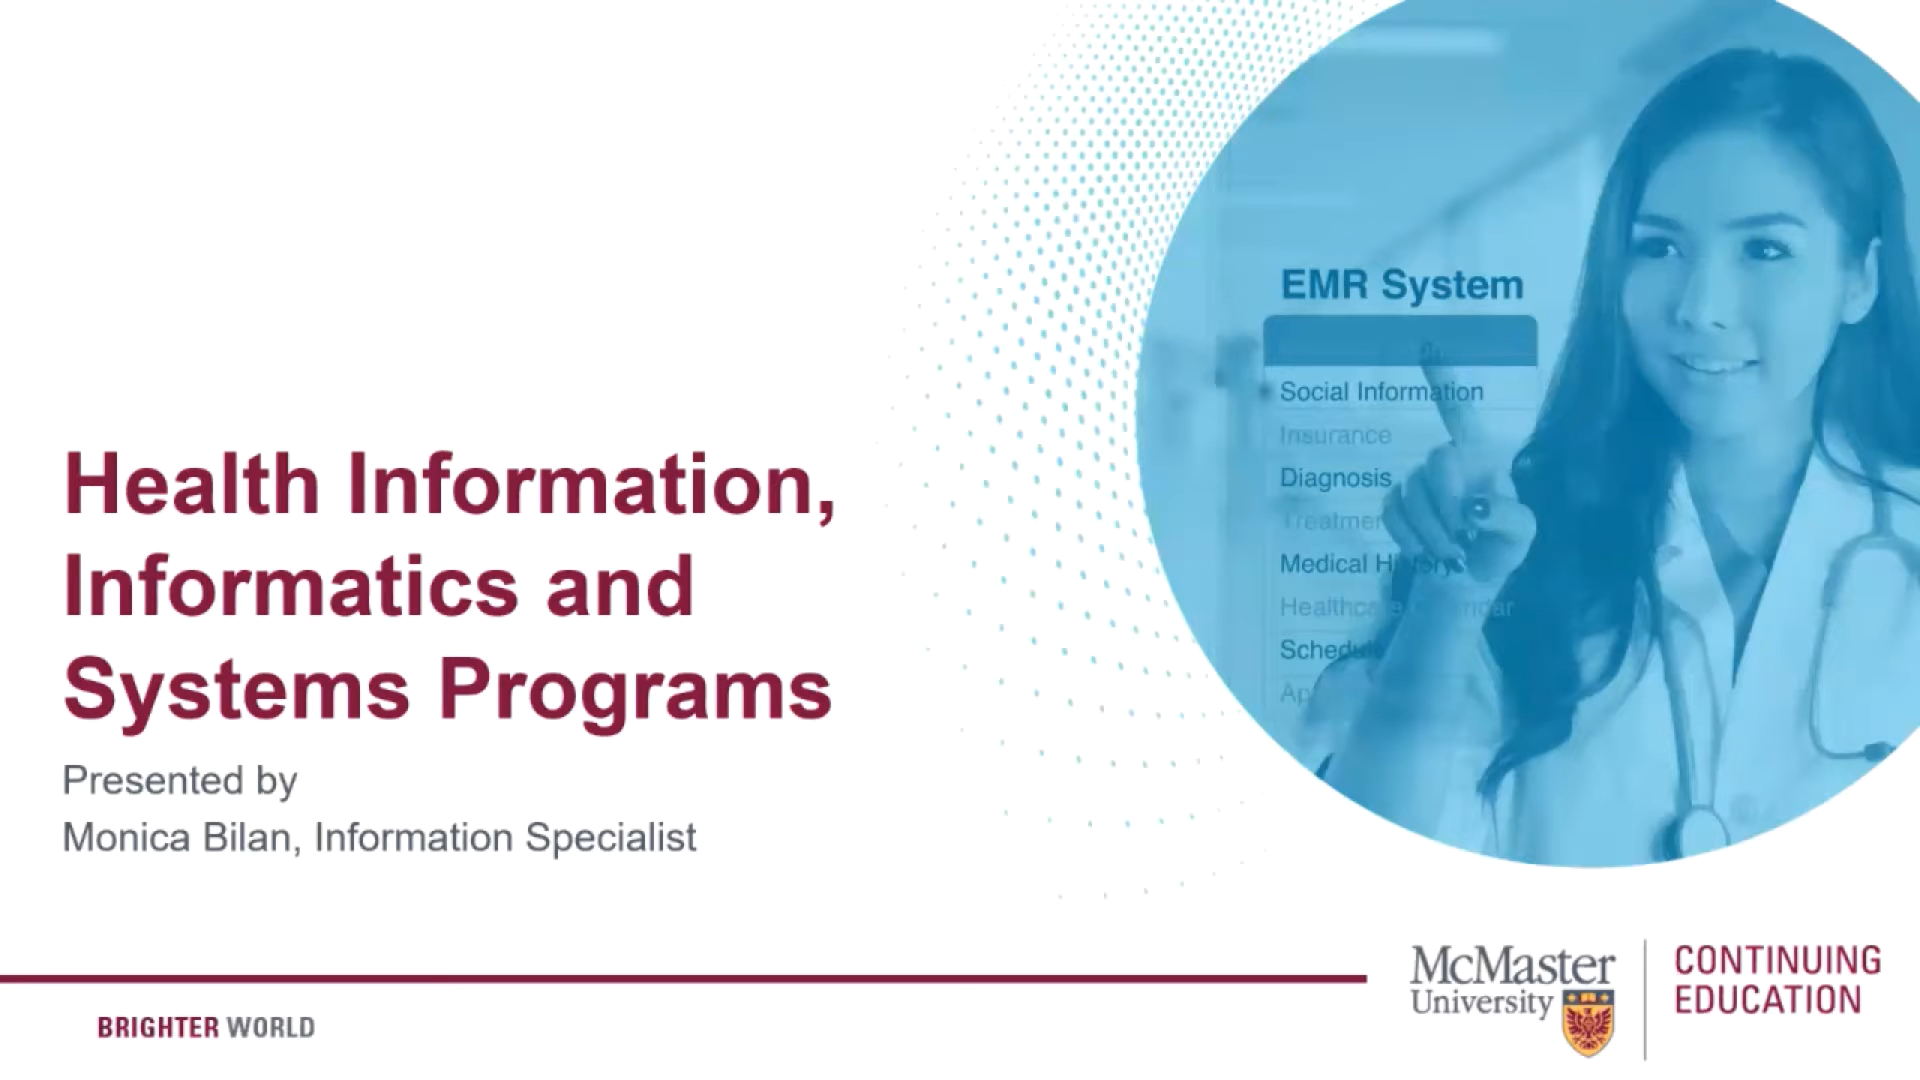 Health Information,
Informatics and
Systems Programs
Presented by
Monica Bilan, Information Specialist
EMR System
Social Information
Insurance
Diagnosis
Medical
BRIGHTER WORLD
McMaster
University
CONTINUING
EDUCATION